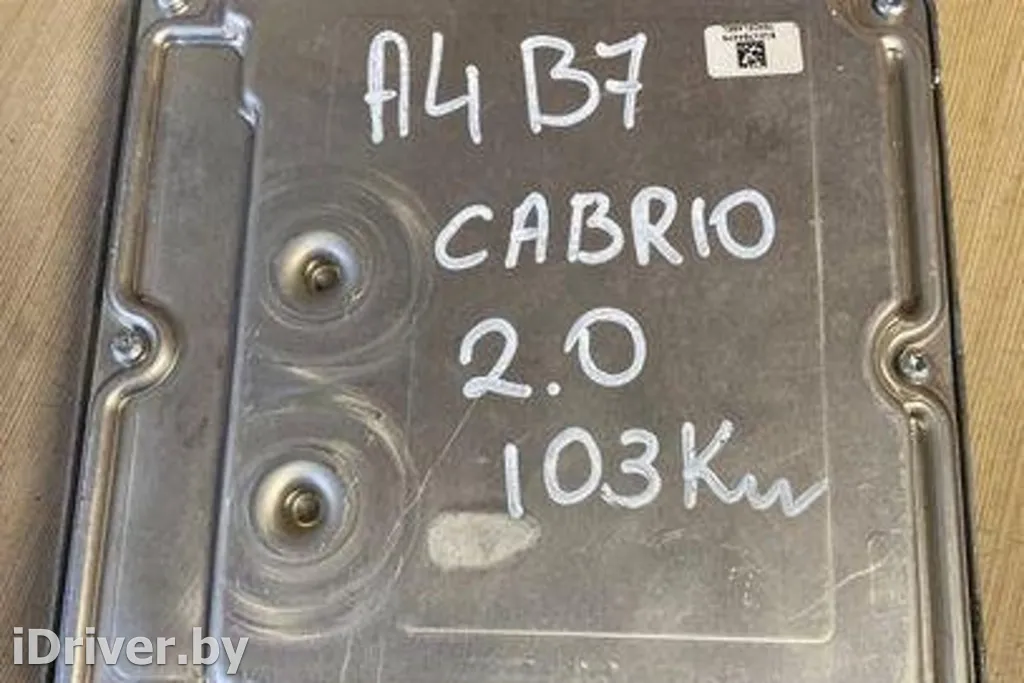 A4 B7
CABRIO
2.0
103Kw
iDriver.by